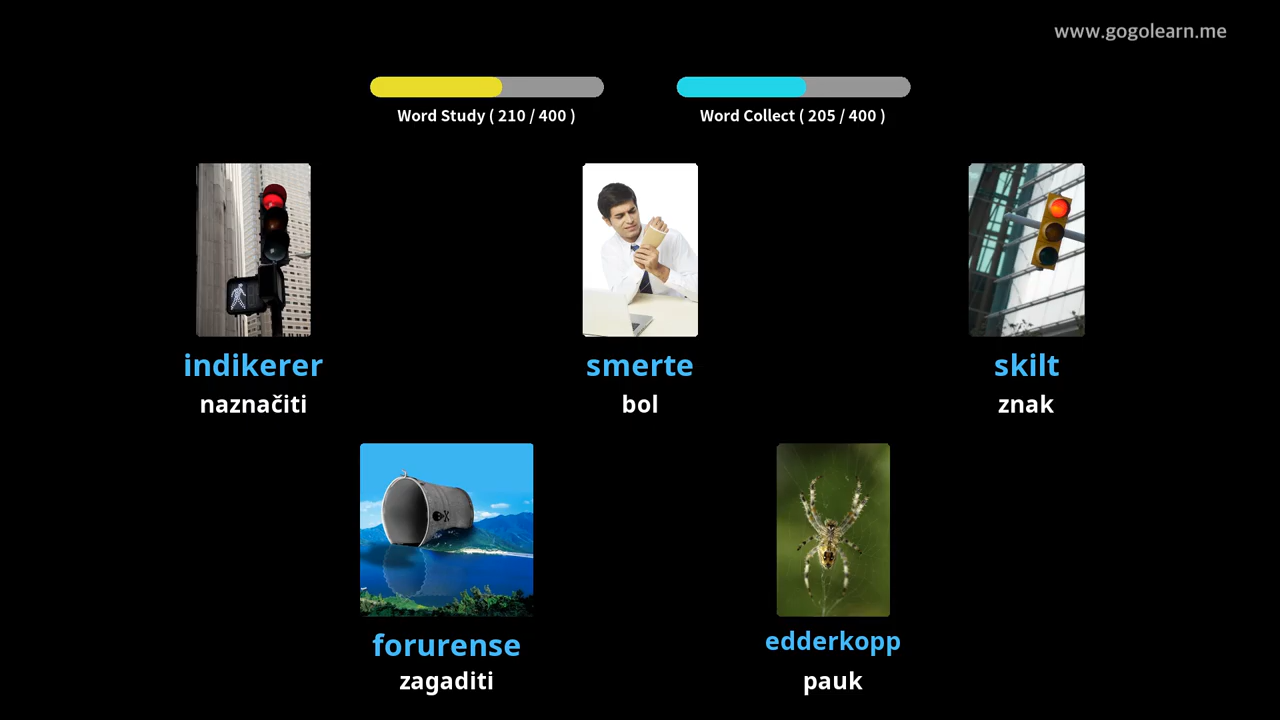 www.gogolearn.me
Word Study ( 210 / 400 )
Word Collect ( 205 / 400 )
indikerer
smerte
skilt
naznačiti
bol
znak
forurense
edderkopp
zagaditi
pauk